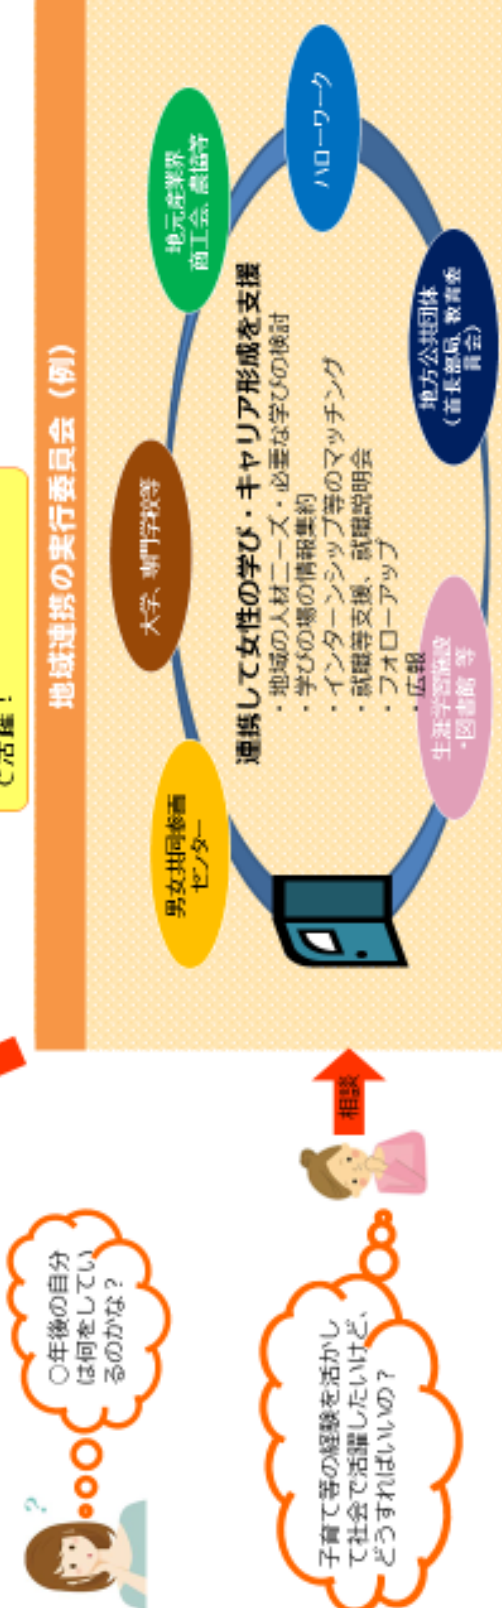 で活躍！
地域連携の実行委員会（例）
男女共同参画
センター
大学、専門学校等
地元産業界
商工会、農協等
ハローワーク
地方公共団体
（首長部局、教育委
員会）
生涯学習施設
・図書館 等
連携して女性の学び・キャリア形成を支援
・地域の人材ニーズ・必要な学びの検討
・学びの場の情報集約
・インターンシップ等のマッチング
・就職等支援、就職説明会
・フォローアップ
・広報
○年後の自分
は何をしてい
るのかな？
?
相談
子育て等の経験を活かし
て社会で活躍したいけど、
どうすればいいの？